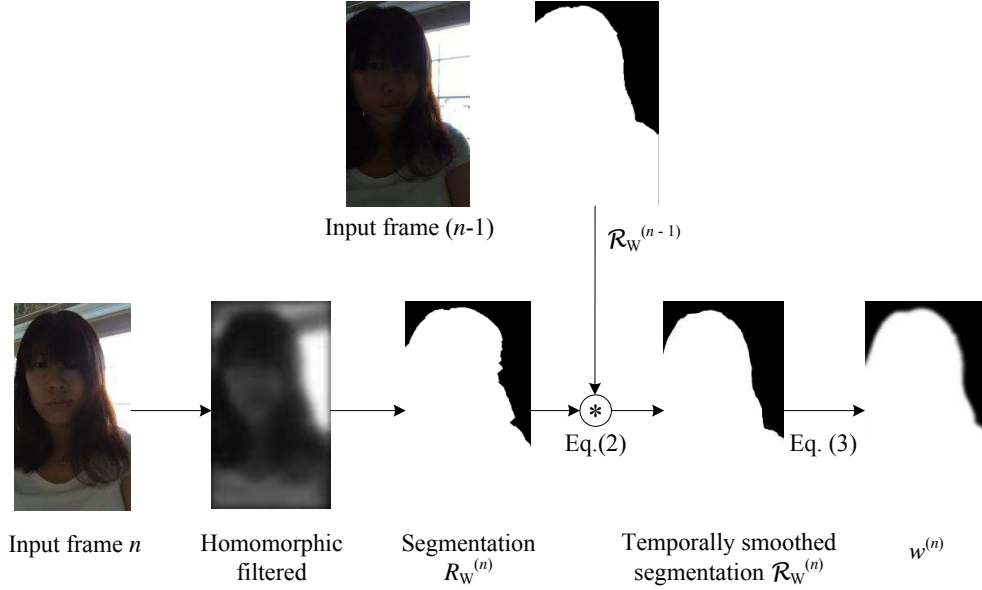 Input frame (n-1)
𝓡W(n - 1)
*
Eq.(2)
Eq. (3)
Input frame n
Homomorphic
filtered
Segmentation
RW(n)
Temporally smoothed
segmentation 𝓡W(n)
w(n)